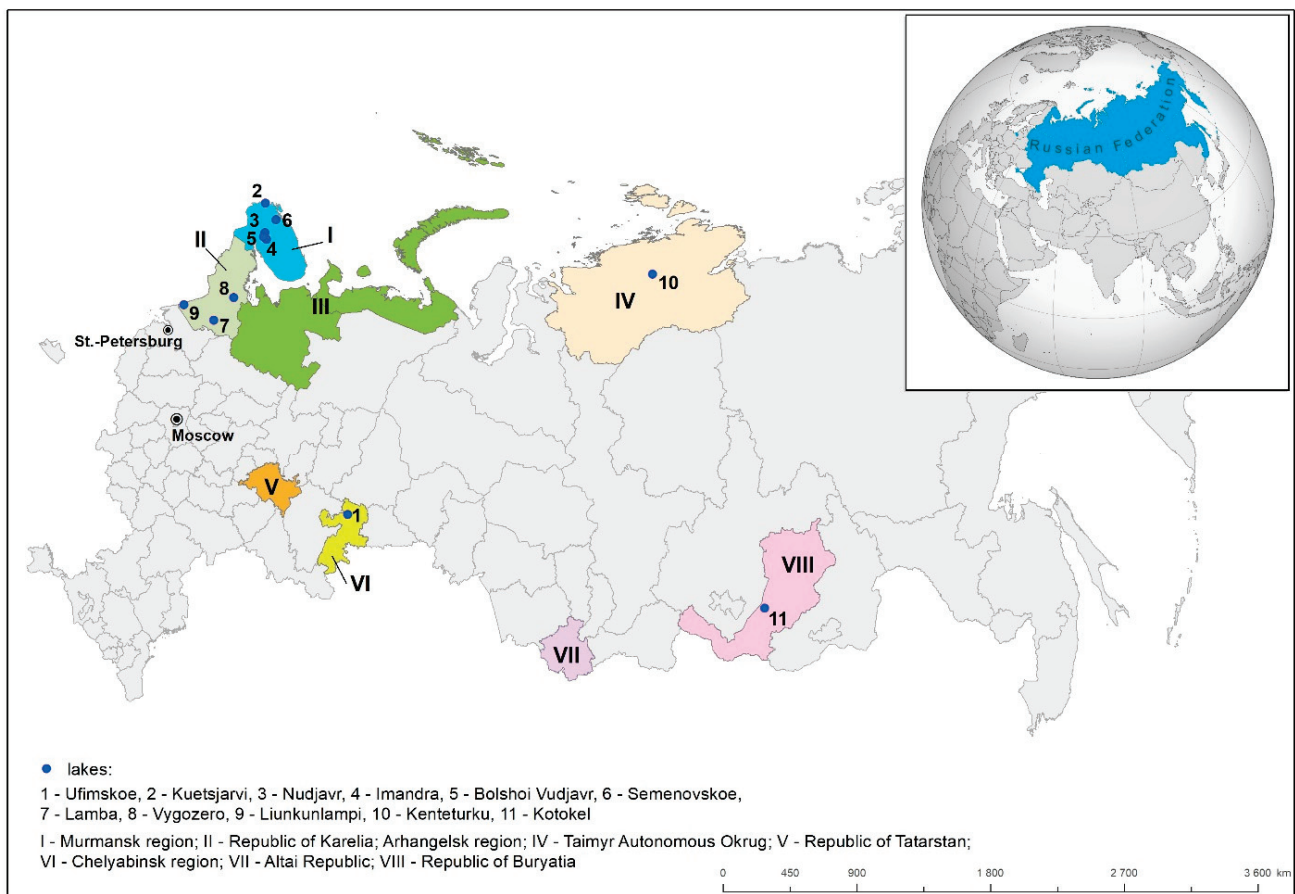 Russian Federation
2
3
6
5
4
I
II
8
9
7
III
IV
10
St.-Petersburg
Moscow
V
1
VI
VIII
11
VII
lakes:
1 - Ufimskoe, 2 - Kuetsjarvi, 3 - Nudjavr, 4 - Imandra, 5 - Bolshoi Vudjavr, 6 - Semenovskoe,
7 - Lamba, 8 - Vygozero, 9 - Liunkunlampi, 10 - Kenteturku, 11 - Kotokel
I - Murmansk region; II - Republic of Karelia; Arhangelsk region; IV - Taimyr Autonomous Okrug; V - Republic of Tatarstan;
VI - Chelyabinsk region; VII - Altai Republic; VIII - Republic of Buryatia
0 450 900 1 800 2 700 3 600 km